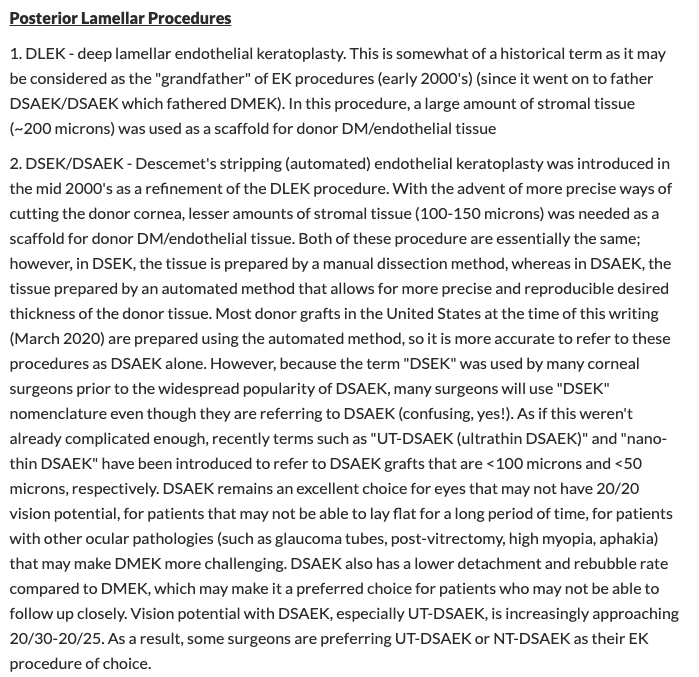 Posterior Lamellar Procedures
1. DLEK - deep lamellar endothelial keratoplasty. This is somewhat of a historical term as it may
be considered as the "grandfather" of EK procedures (early 2000's) (since it went on to father
DSAEK/DSAEK which fathered DMEK). In this procedure, a large amount of stromal tissue
(~200 microns) was used as a scaffold for donor DM/endothelial tissue
2. DSEK/DSAEK - Descemet's stripping (automated) endothelial keratoplasty was introduced in
the mid 2000's as a refinement of the DLEK procedure. With the advent of more precise ways of
cutting the donor cornea, lesser amounts of stromal tissue (100-150 microns) was needed as a
scaffold for donor DM/endothelial tissue. Both of these procedure are essentially the same;
however, in DSEK, the tissue is prepared by a manual dissection method, whereas in DSAEK, the
tissue prepared by an automated method that allows for more precise and reproducible desired
thickness of the donor tissue. Most donor grafts in the United States at the time of this writing
(March 2020) are prepared using the automated method, so it is more accurate to refer to these
procedures as DSAEK alone. However, because the term "DSEK" was used by many corneal
surgeons prior to the widespread popularity of DSAEK, many surgeons will use "DSEK"
nomenclature even though they are referring to DSAEK (confusing, yes!). As if this weren't
already complicated enough, recently terms such as "UT-DSAEK (ultrathin DSAEK)" and "nano-
thin DSAEK" have been introduced to refer to DSAEK grafts that are <100 microns and <50
microns, respectively. DSAEK remains an excellent choice for eyes that may not have 20/20
vision potential, for patients that may not be able to lay flat for a long period of time, for patients
with other ocular pathologies (such as glaucoma tubes, post-vitrectomy, high myopia, aphakia)
that may make DMEK more challenging. DSAEK also has a lower detachment and rebubble rate
compared to DMEK, which may make it a preferred choice for patients who may not be able to
follow up closely. Vision potential with DSAEK, especially UT-DSAEK, is increasingly approaching
20/30-20/25. As a result, some surgeons are preferring UT-DSAEK or NT-DSAEK as their EK
procedure of choice.